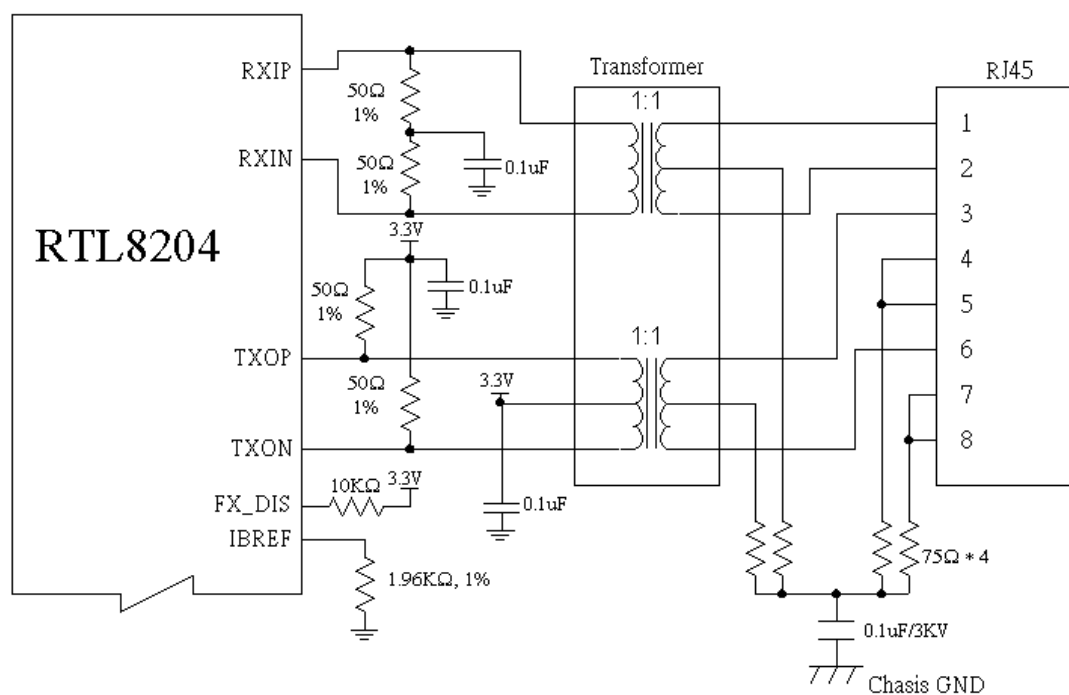 RTL8204
RXIP
RXIN
TXOP
TXON
FX_DIS
IBREF
50Ω
1%
50Ω
1%
0.1uF
3.3V
50Ω
1%
0.1uF
50Ω
1%
3.3V
0.1uF
10KΩ
3.3V
1.96KΩ, 1%
Transformer
1:1
1:1
RJ45
1
2
3
4
5
6
7
8
75Ω * 4
0.1uF/3KV
Chasis GND